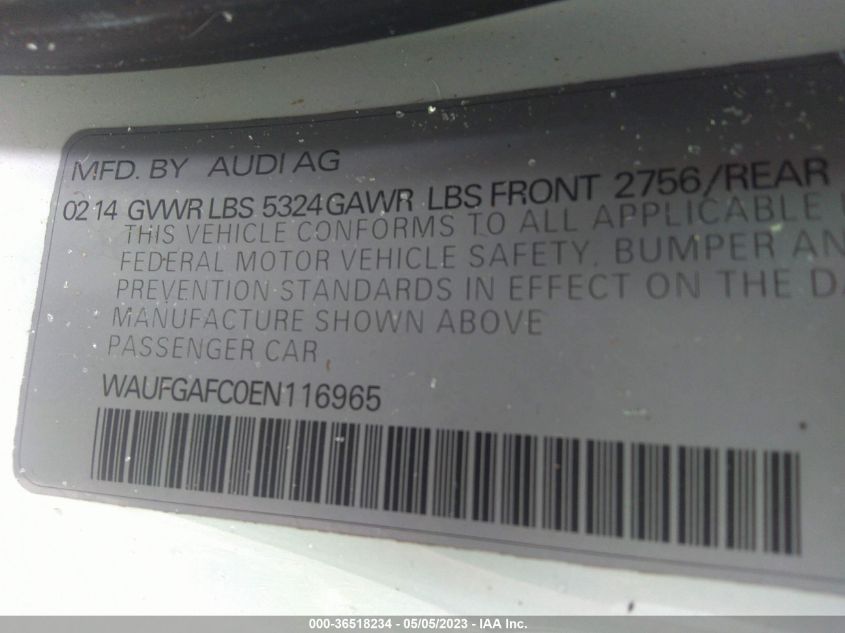 MFD. BY AUDI AG
02 14 GVWR LBS 5324 GAWR LBS FRONT 2756/REAR
THIS VEHICLE CONFORMS TO ALL APPLICABLE
FEDERAL MOTOR VEHICLE SAFETY, BUMPER AN
PREVENTION STANDARDS IN EFFECT ON THE D
MANUFACTURE SHOWN ABOVE
PASSENGER CAR
WAUFGAFC0EN116965
000-36518234 - 05/05/2023 - IAA Inc.